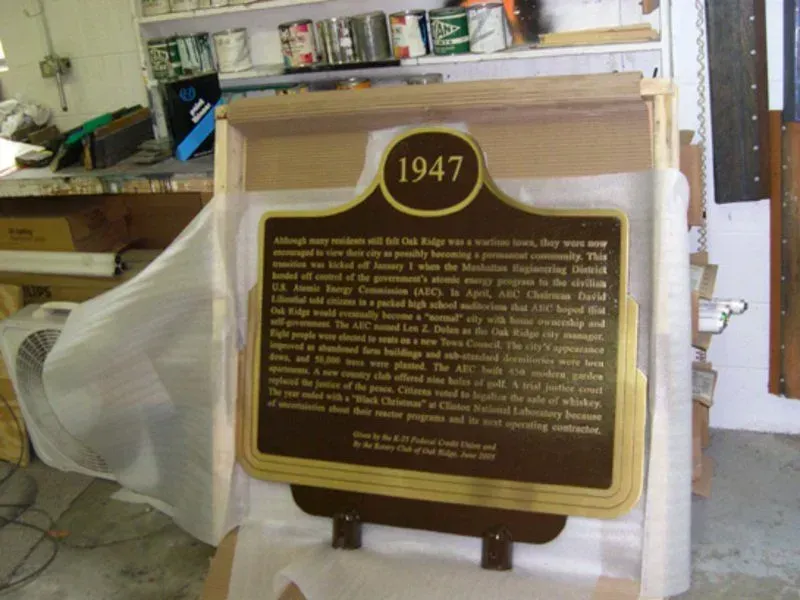 1947
Although many residents still felt Oak Ridge was a wartime town, they were now
encouraged to view their city as possibly becoming a permanent community. This
transition was kicked off January 1 when the Manhattan Engineering District
handed off control of the government's atomic energy program to the civilian
U.S. Atomic Energy Commission (AEC). In April, AEC Chairman David
Lilienthal told citizens in a packed high school auditorium that AEC hoped that
Oak Ridge would eventually become a "normal" city with home ownership and
self-government. The AEC named Len Z. Dolan as the Oak Ridge city manager.
Eight people were elected to seats on a new Town Council. The city's appearance
improved as abandoned farm buildings and sub-standard dormitories were torn
down, and 50,000 trees were planted. The AEC built 450 modern garden
apartments. A new country club offered nine holes of golf. A trial justice court
replaced the justice of the peace. Citizens voted to legalize the sale of whiskey.
The year ended with a "Black Christmas" at Clinton National Laboratory because
of uncertainties about their reactor programs and its next operating contractor.
Given by the K-25 Federal Credit Union and
By the Rotary Club of Oak Ridge, June 2005